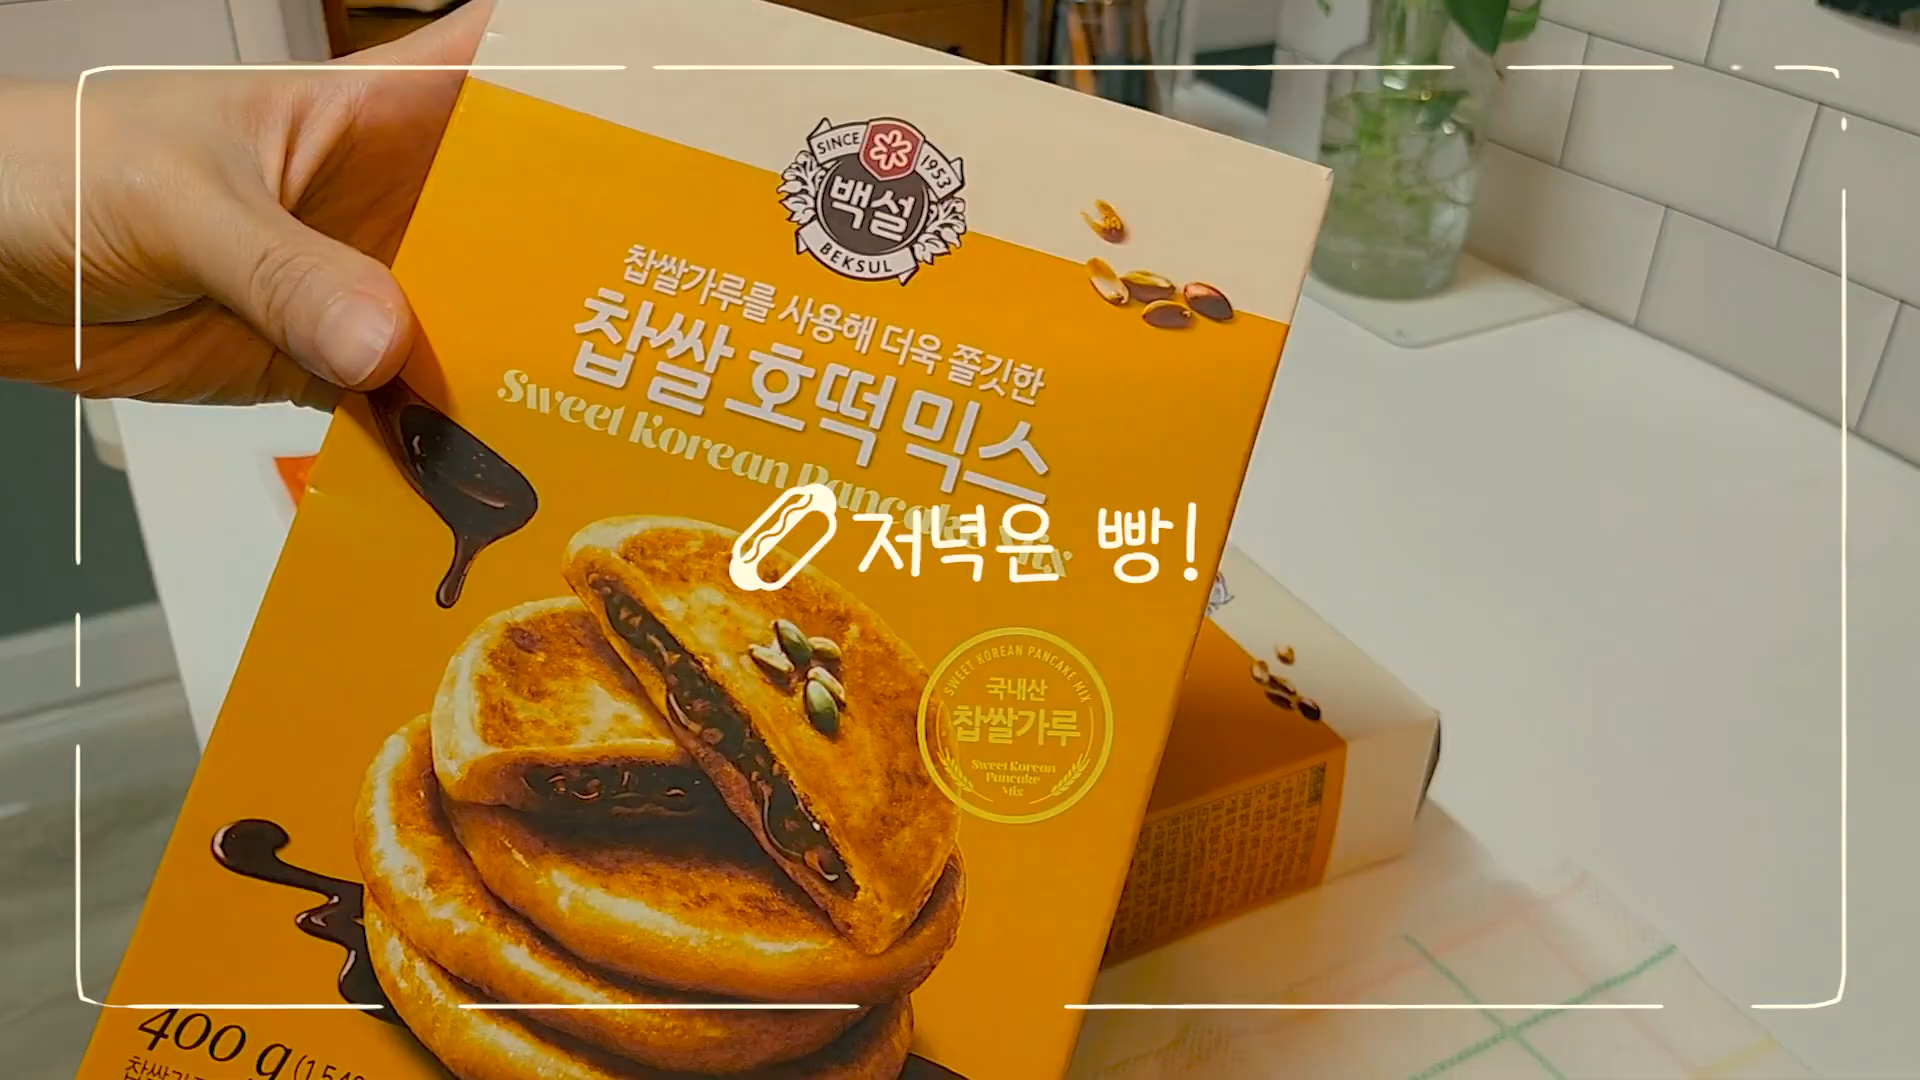 SINCE 1953
백설
BEKSUL
찹쌀가루를 사용해 더욱 쫄깃한
찹쌀호떡믹스
Sweet Korean Pancake Mix
저녁은 빵!
SWEET KOREAN PANCAKE MIX
국내산
찹쌀가루
Sweet Korean
Pancake
Mix
400 g